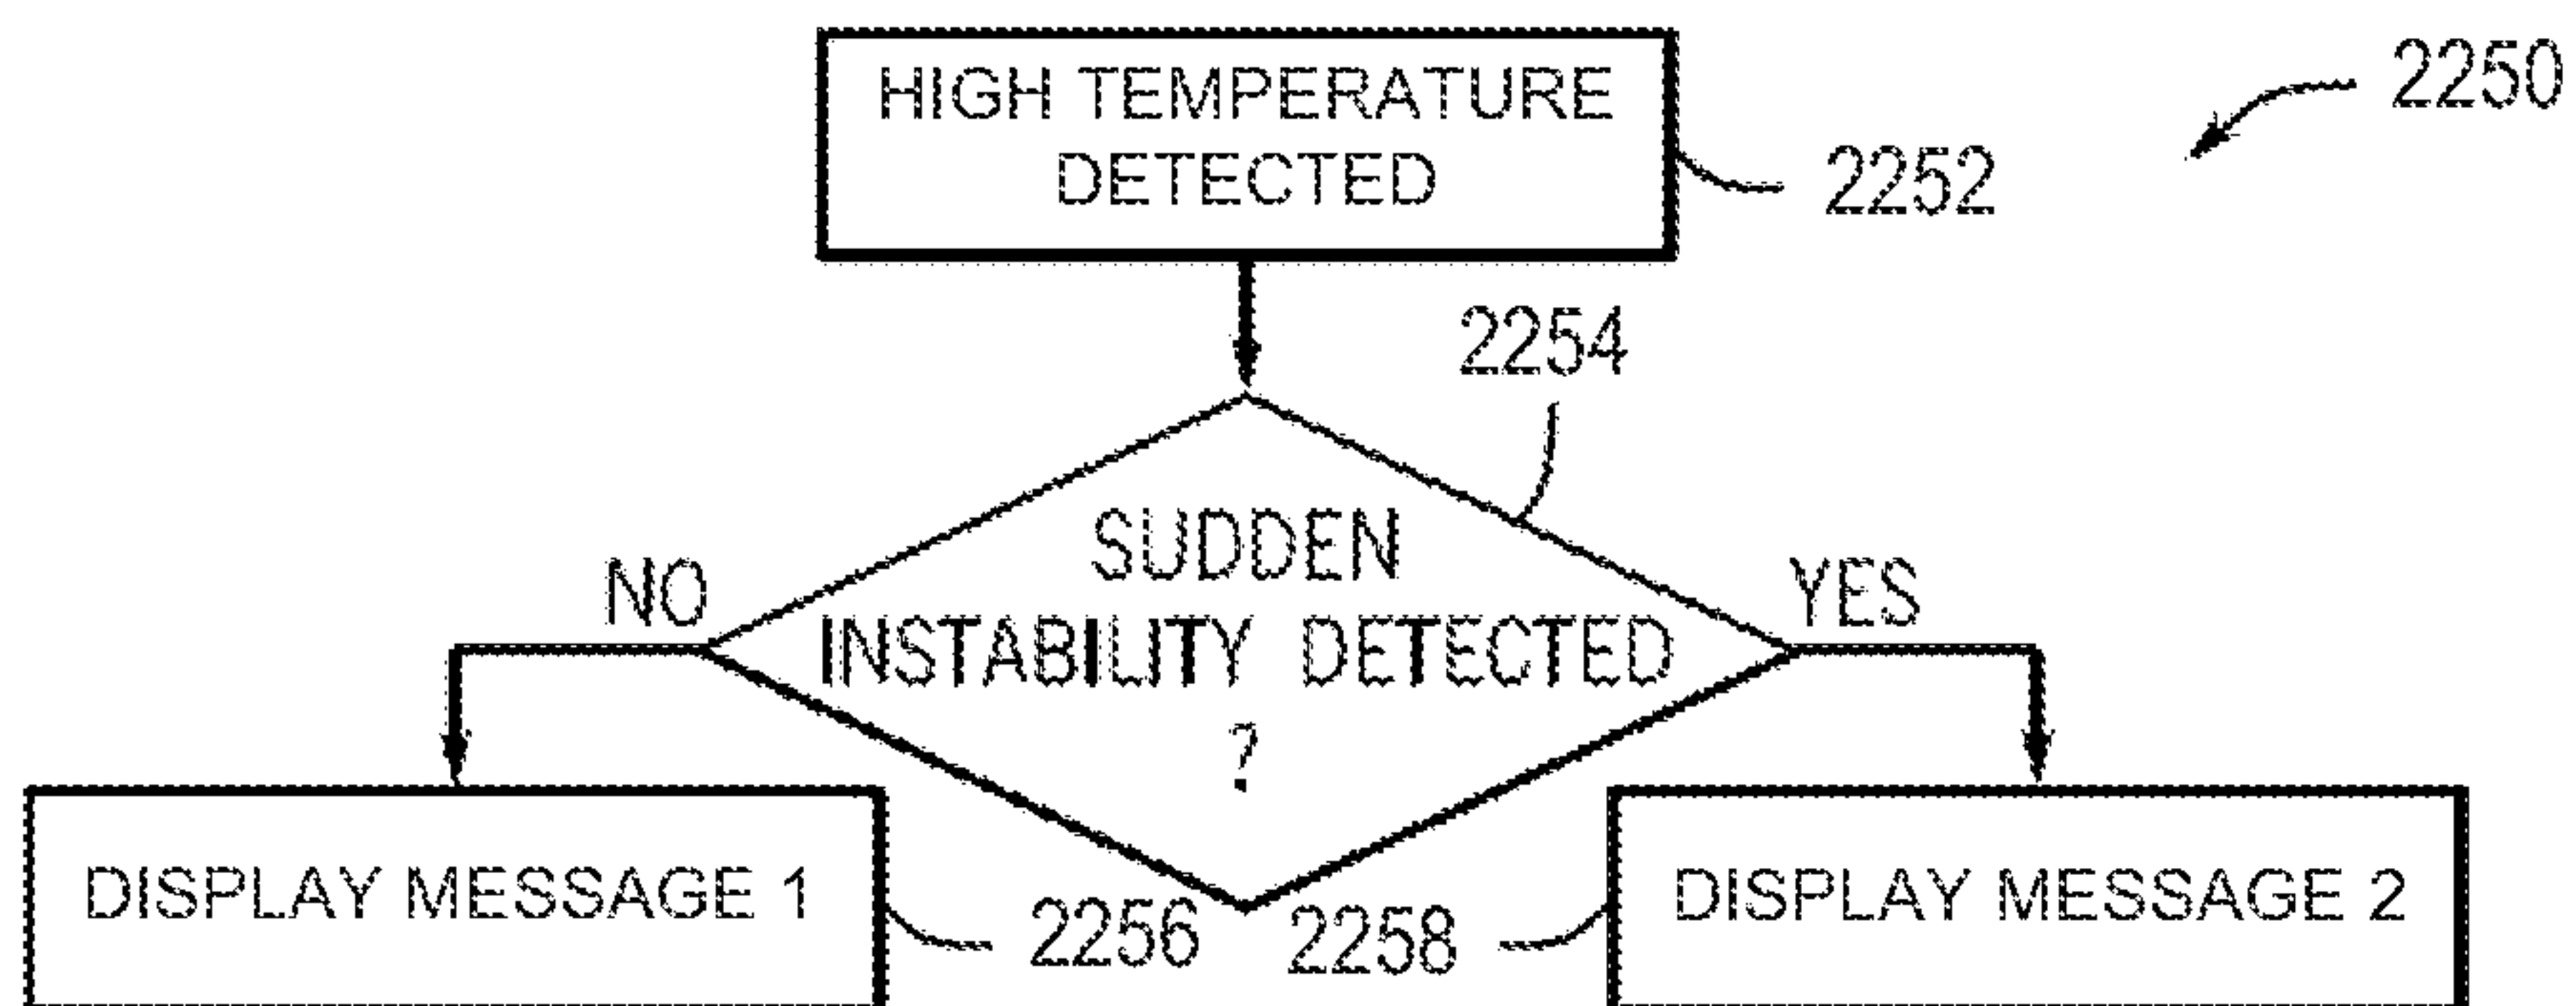 HIGH TEMPERATURE
DETECTED
2250
2252
2254
SUDDEN
INSTABILITY DETECTED
?
NO
YES
DISPLAY MESSAGE 1
2256
2258
DISPLAY MESSAGE 2